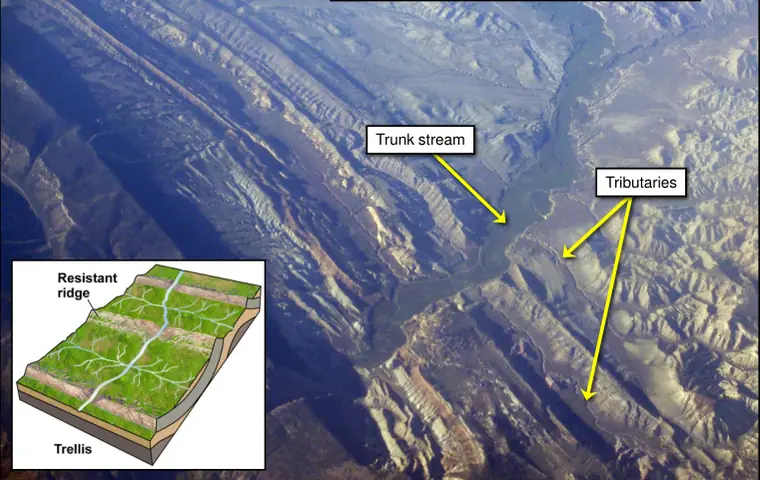 Trunk stream
Tributaries
Resistant
ridge
Trellis